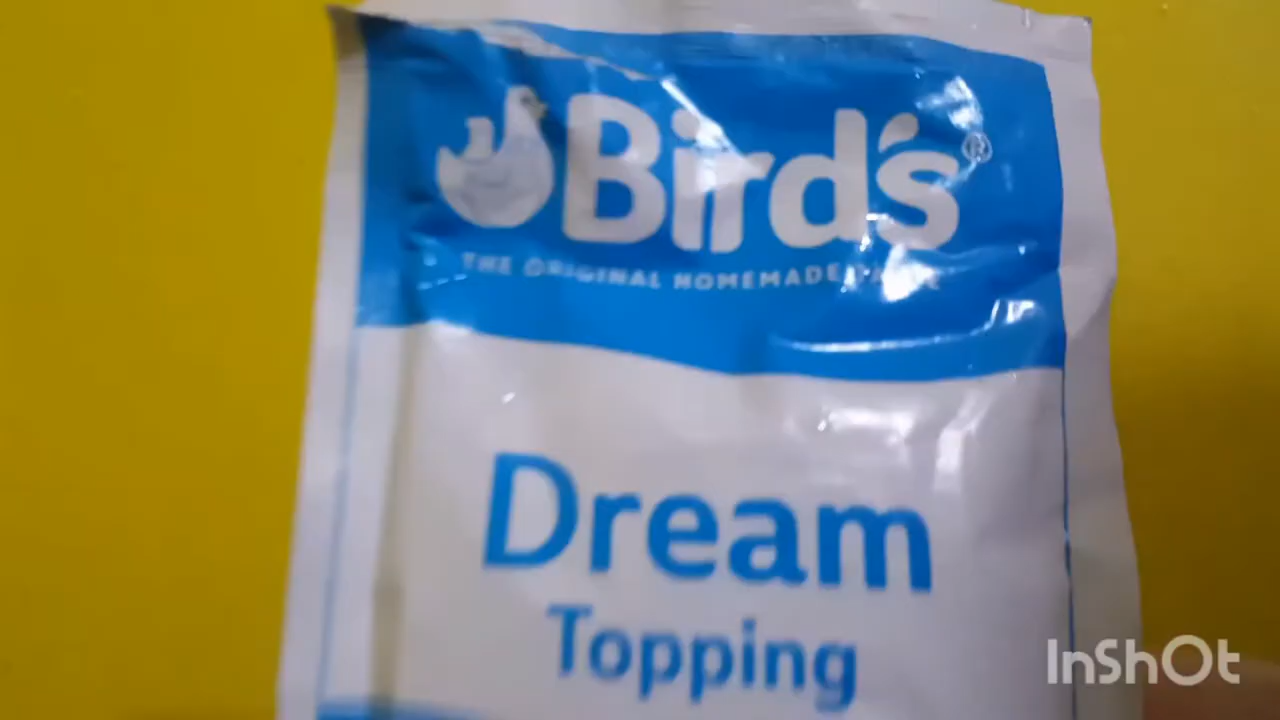 Bird's®
THE ORIGINAL HOMEMADE
Dream
Topping
InShOt